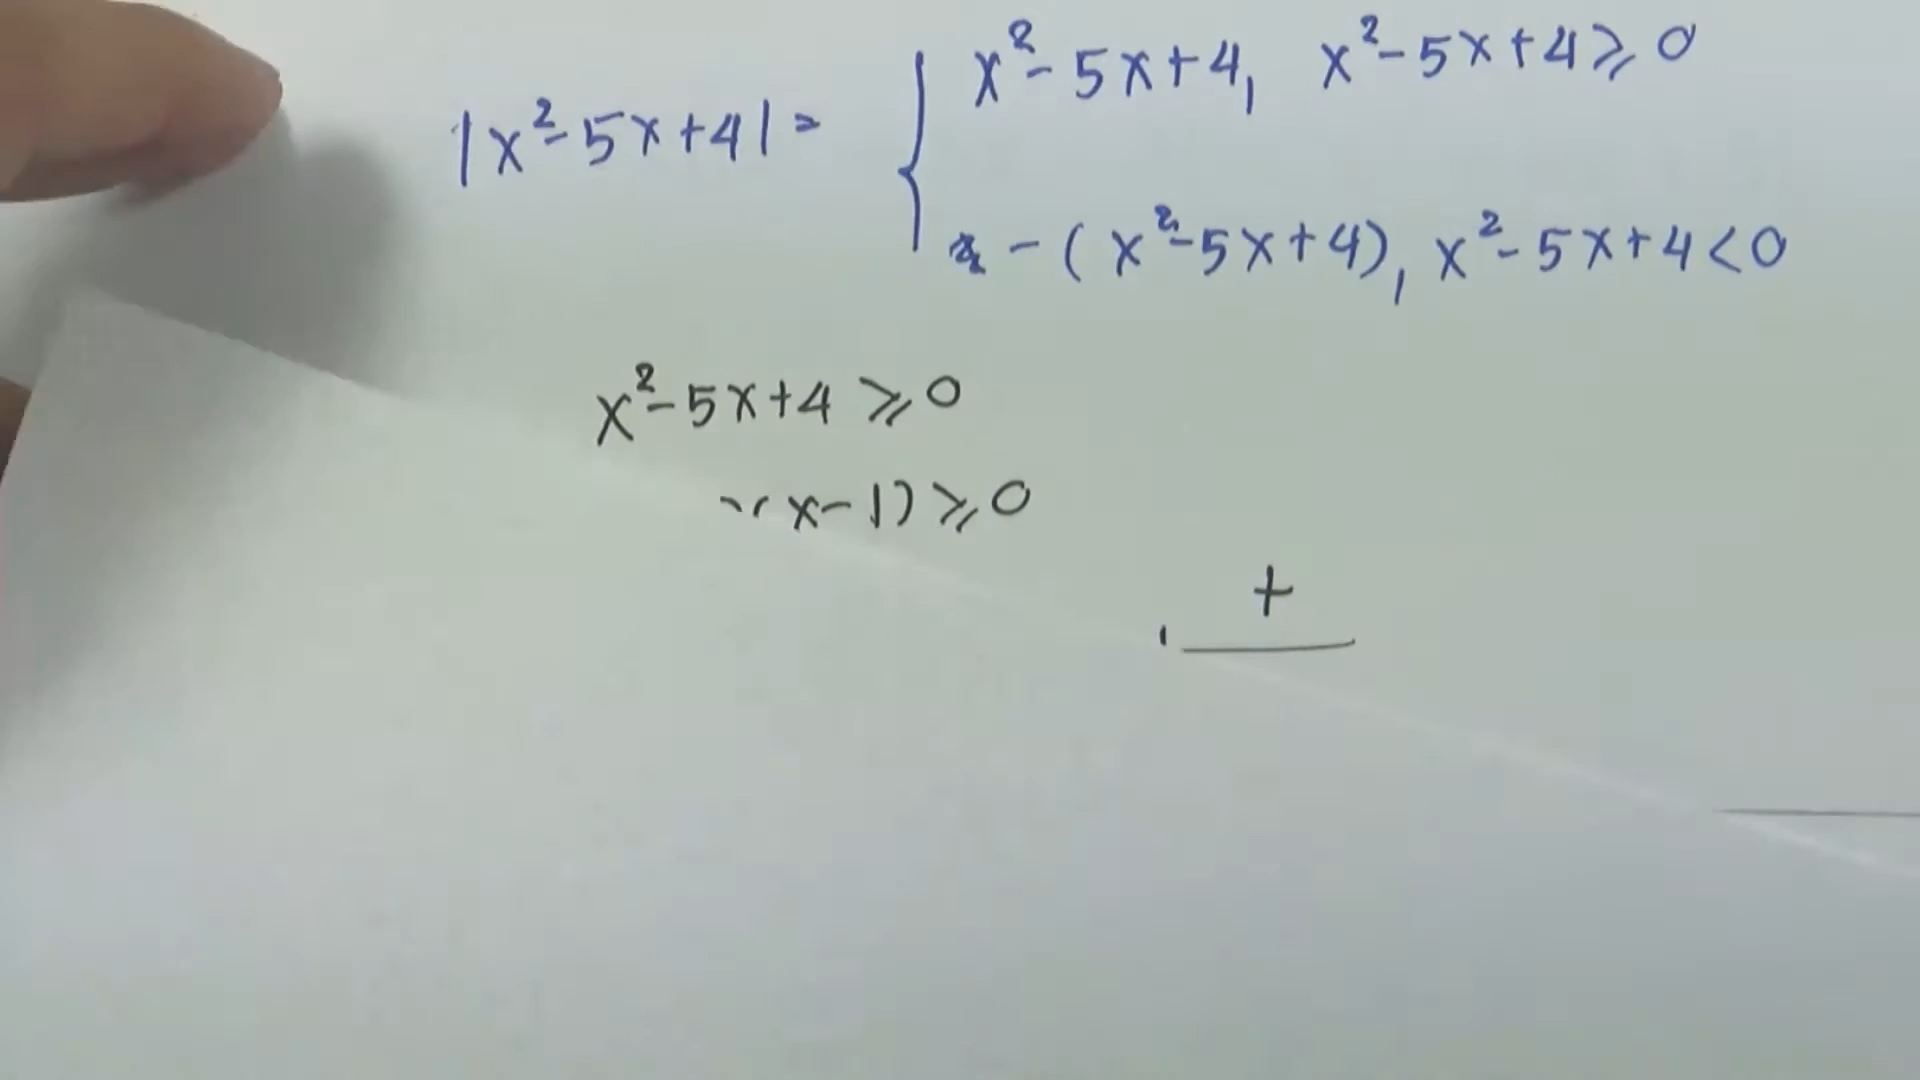 |x²-5x+4| = { x²-5x+4, x²-5x+4 ⩾ 0
-(x²-5x+4), x²-5x+4 < 0
x²-5x+4 ⩾ 0
x-1) ⩾ 0
+